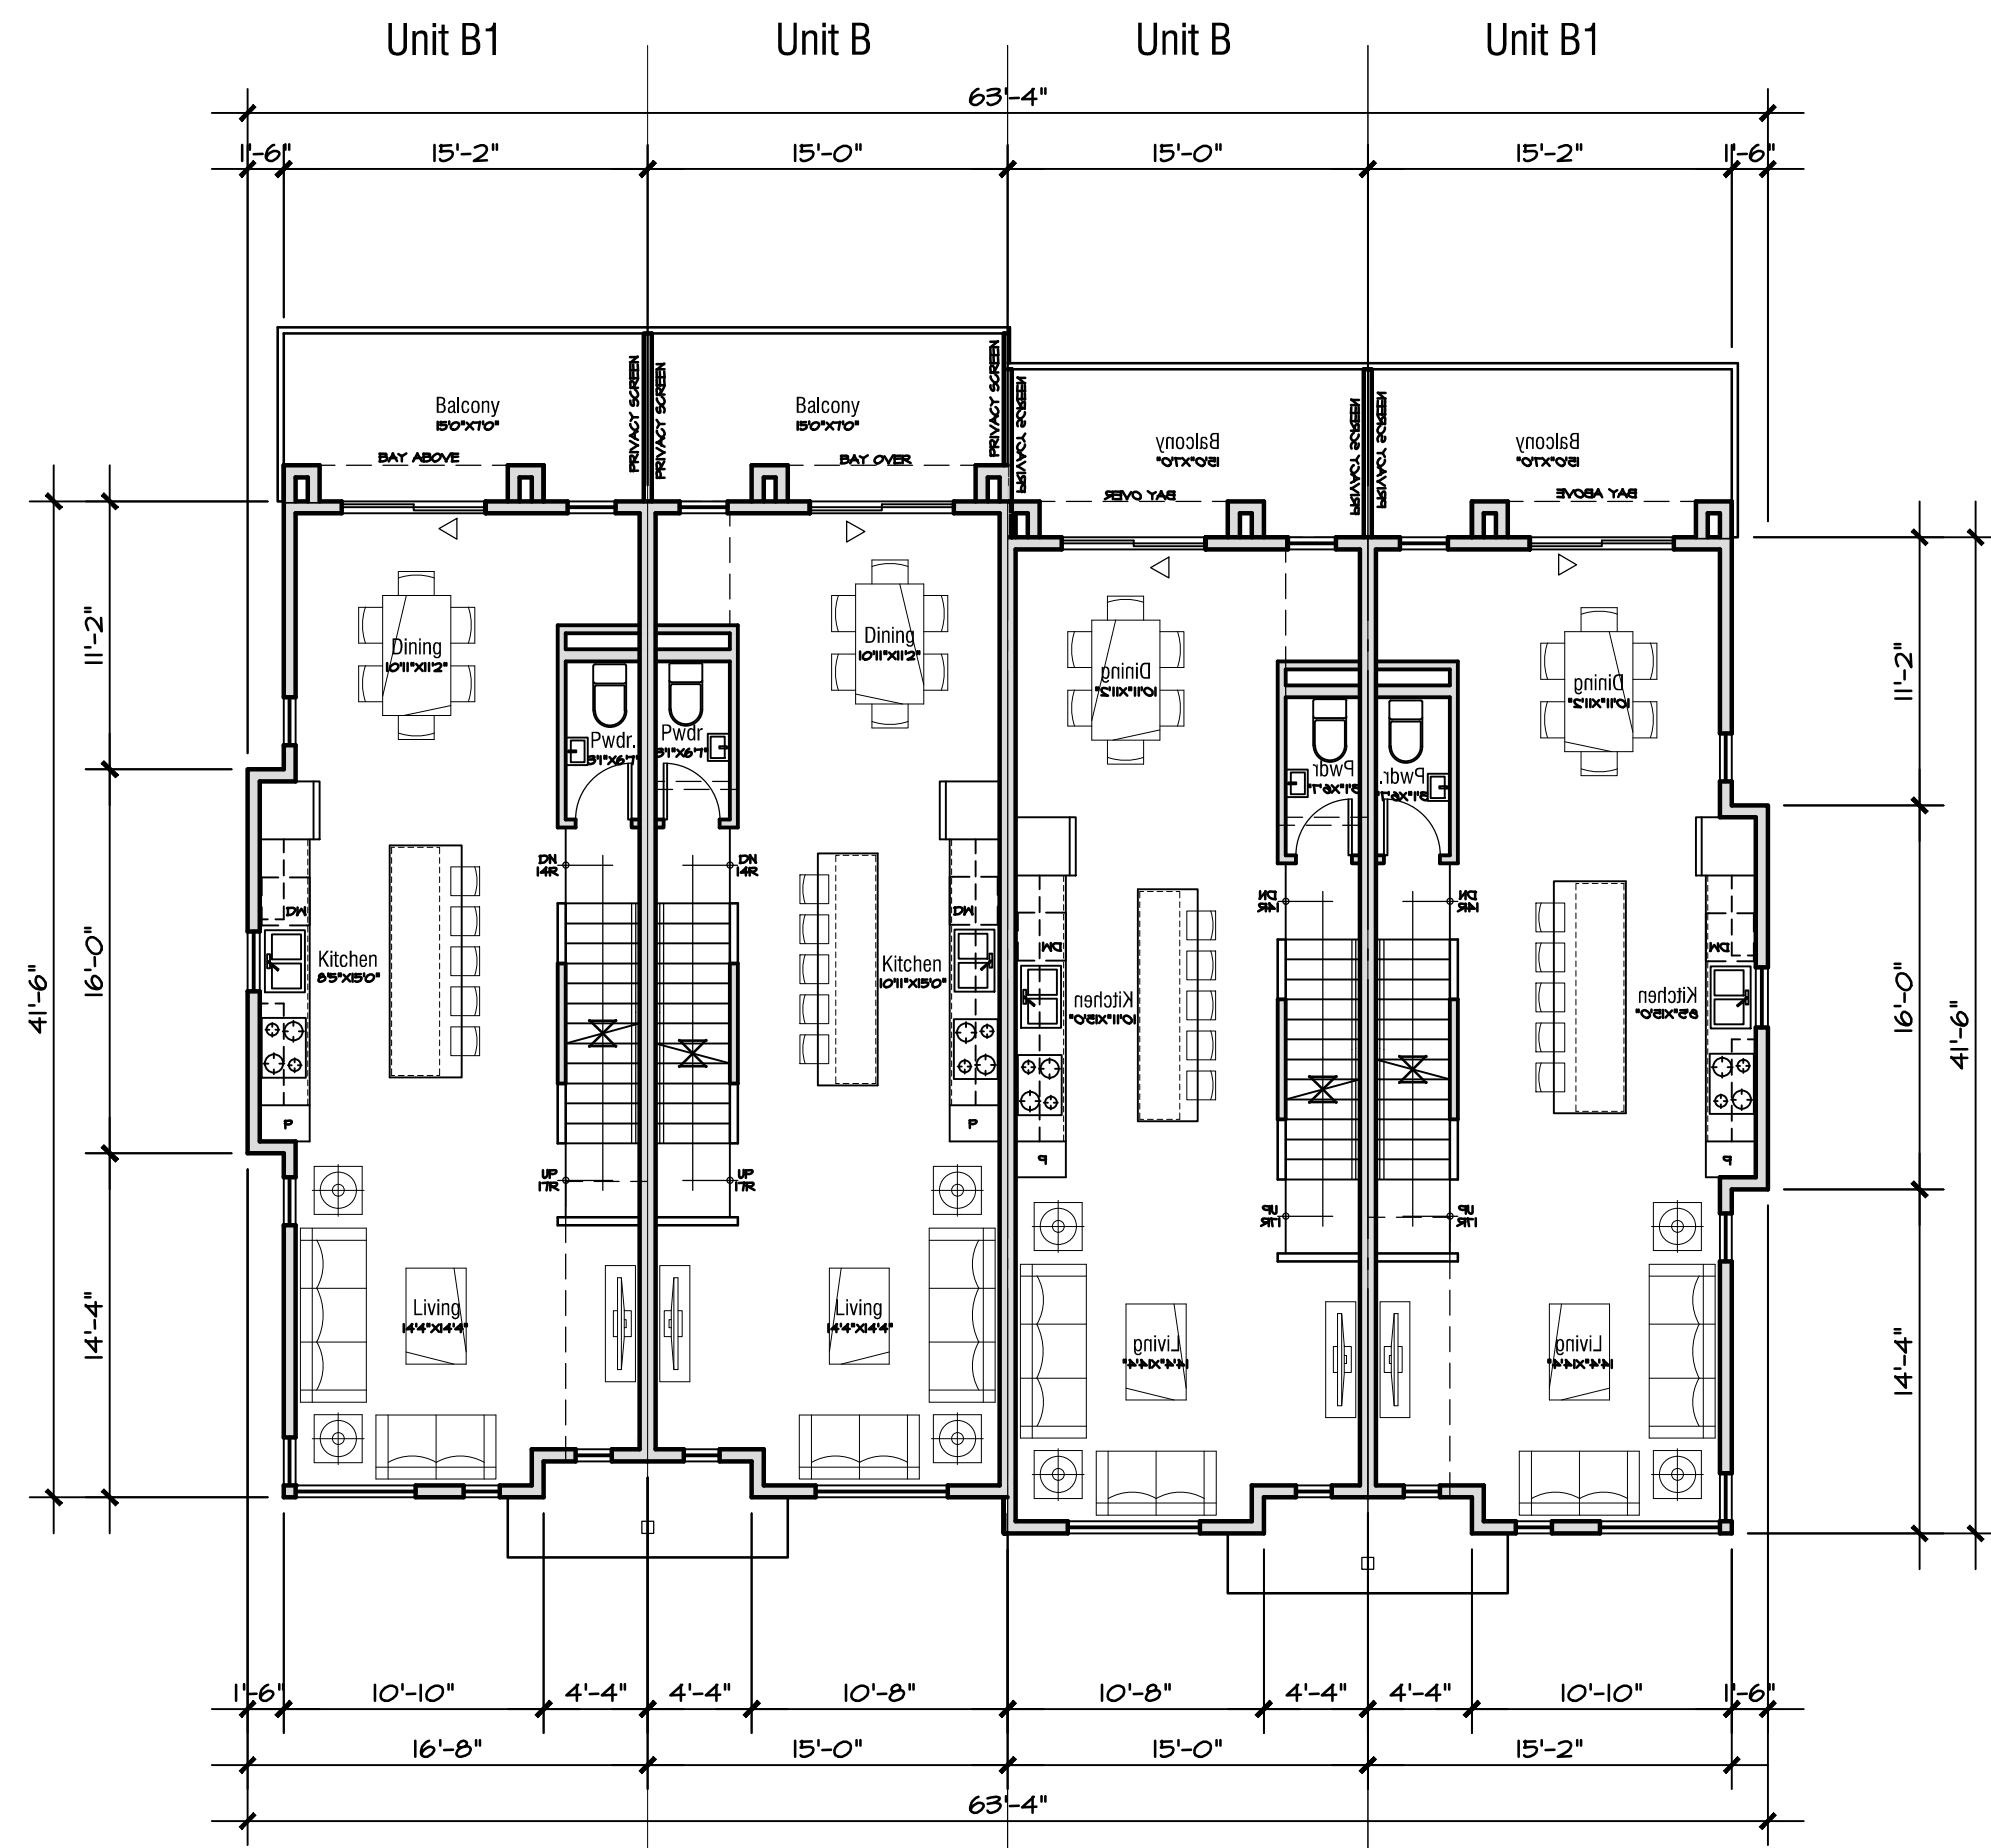 Unit B1 Unit B Unit B Unit B1
63'-4"
1'-6" 15'-2" 15'-0" 15'-0" 15'-2" 1'-6"
Balcony
15'0"X7'0"
BAY ABOVE
PRIVACY SCREEN
PRIVACY SCREEN
Balcony
15'0"X7'0"
BAY OVER
PRIVACY SCREEN
PRIVACY SCREEN
Balcony
15'0"X7'0"
BAY OVER
PRIVACY SCREEN
PRIVACY SCREEN
Balcony
15'0"X7'0"
BAY ABOVE
41'-6"
11'-2"
16'-0"
14'-4"
Dining
10'11"X11'2"
Pwdr.
3'1"X6'7"
DN
14R
DW
Kitchen
8'5"X15'0"
P
UP
17R
Living
14'4"X14'4"
Dining
10'11"X11'2"
Pwdr
3'1"X6'7"
DN
14R
DW
Kitchen
10'11"X15'0"
P
UP
17R
Living
14'4"X14'4"
Dining
10'11"X11'2"
Pwdr
3'1"X6'7"
DN
14R
DW
Kitchen
10'11"X15'0"
P
UP
17R
Living
14'4"X14'4"
Dining
10'11"X11'2"
Pwdr.
3'1"X6'7"
DN
14R
DW
Kitchen
8'5"X15'0"
P
UP
17R
Living
14'4"X14'4"
11'-2"
16'-0"
14'-4"
41'-6"
1'-6" 10'-10" 4'-4" 4'-4" 10'-8" 10'-8" 4'-4" 4'-4" 10'-10" 1'-6"
16'-8" 15'-0" 15'-0" 15'-2"
63'-4"